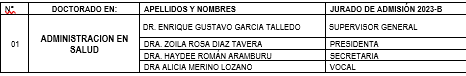 N°. DOCTORADO EN: APELLIDOS Y NOMBRES JURADO DE ADMISIÓN 2023-B
01 ADMINISTRACION EN SALUD DR. ENRIQUE GUSTAVO GARCIA TALLEDO SUPERVISOR GENERAL
DRA. ZOILA ROSA DIAZ TAVERA PRESIDENTA
DRA. HAYDEE ROMÁN ARAMBURU SECRETARIA
DRA ALICIA MERINO LOZANO VOCAL